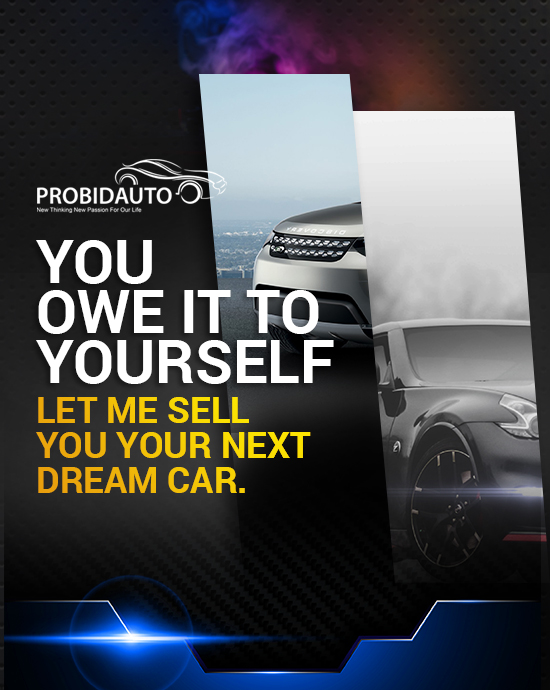 PROBIDAUTO
New Thinking New Passion For Our Life
DISCOVERY
YOU
OWE IT TO
YOURSELF
LET ME SELL
YOU YOUR NEXT
DREAM CAR.